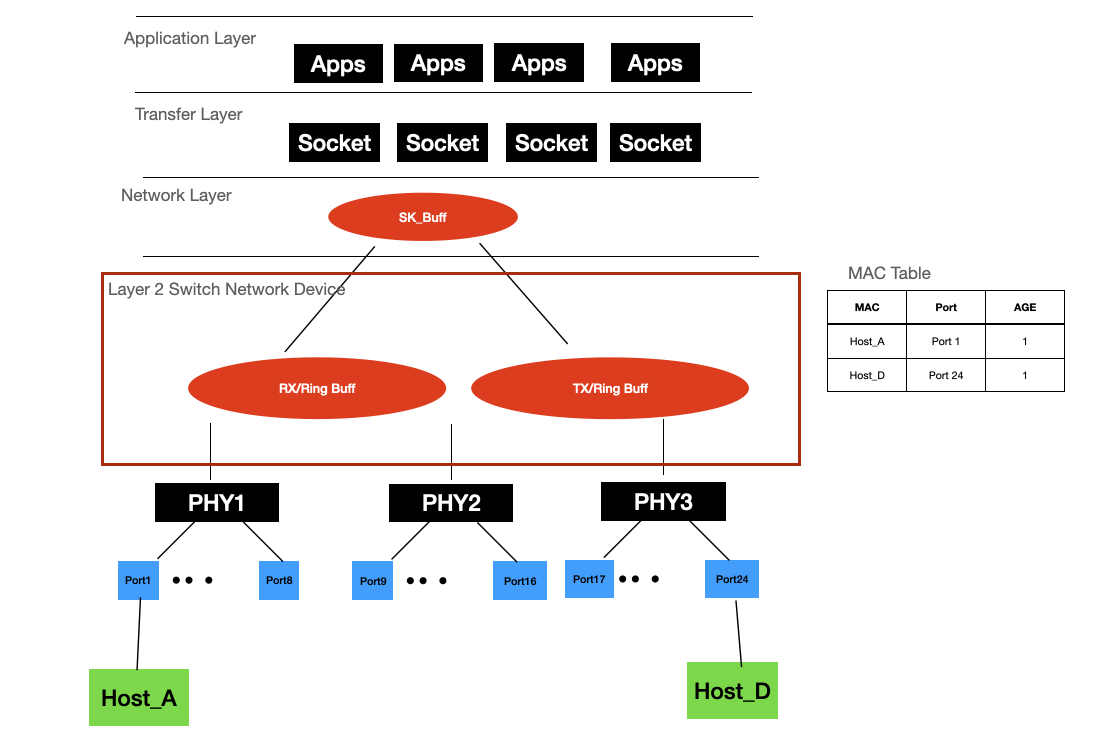 Application Layer
Apps Apps Apps Apps
Transfer Layer
Socket Socket Socket Socket
Network Layer
SK_Buff
Layer 2 Switch Network Device
RX/Ring Buff TX/Ring Buff
PHY1 PHY2 PHY3
Port1 Port8 Port9 Port16 Port17 Port24
Host_A Host_D
MAC Table
MAC Port AGE
Host_A Port 1 1
Host_D Port 24 1